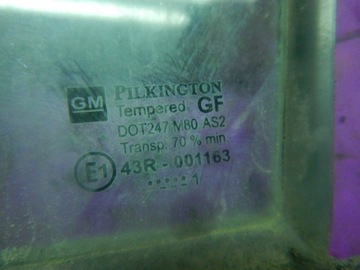 GM PILKINGTON
Tempered GF
DOT247 M80 AS2
Transp. 70 % min
E1 43R - 001163